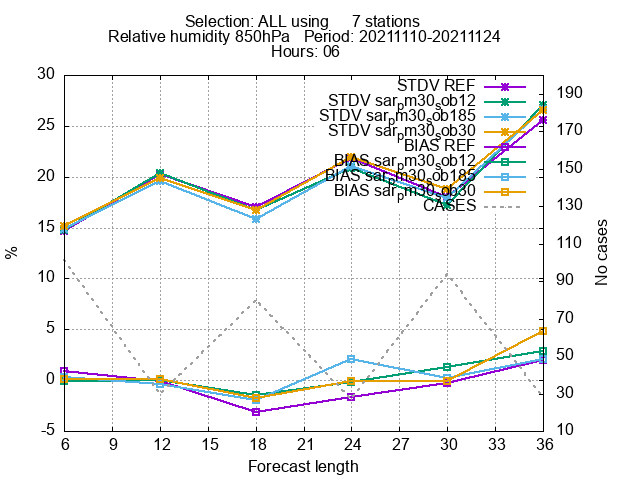 Selection: ALL using 7 stations
Relative humidity 850hPa Period: 20211110-20211124
Hours: 06
30
25
20
15
10
5
0
-5
%
190
170
150
130
110
90
70
50
30
10
No cases
STDV REF
STDV sar_pm30_sob12
STDV sar_pm30_sob185
STDV sar_pm30_sob30
BIAS REF
BIAS sar_pm30_sob12
BIAS sar_pm30_sob185
BIAS sar_pm30_sob30
CASES
6 9 12 15 18 21 24 27 30 33 36
Forecast length